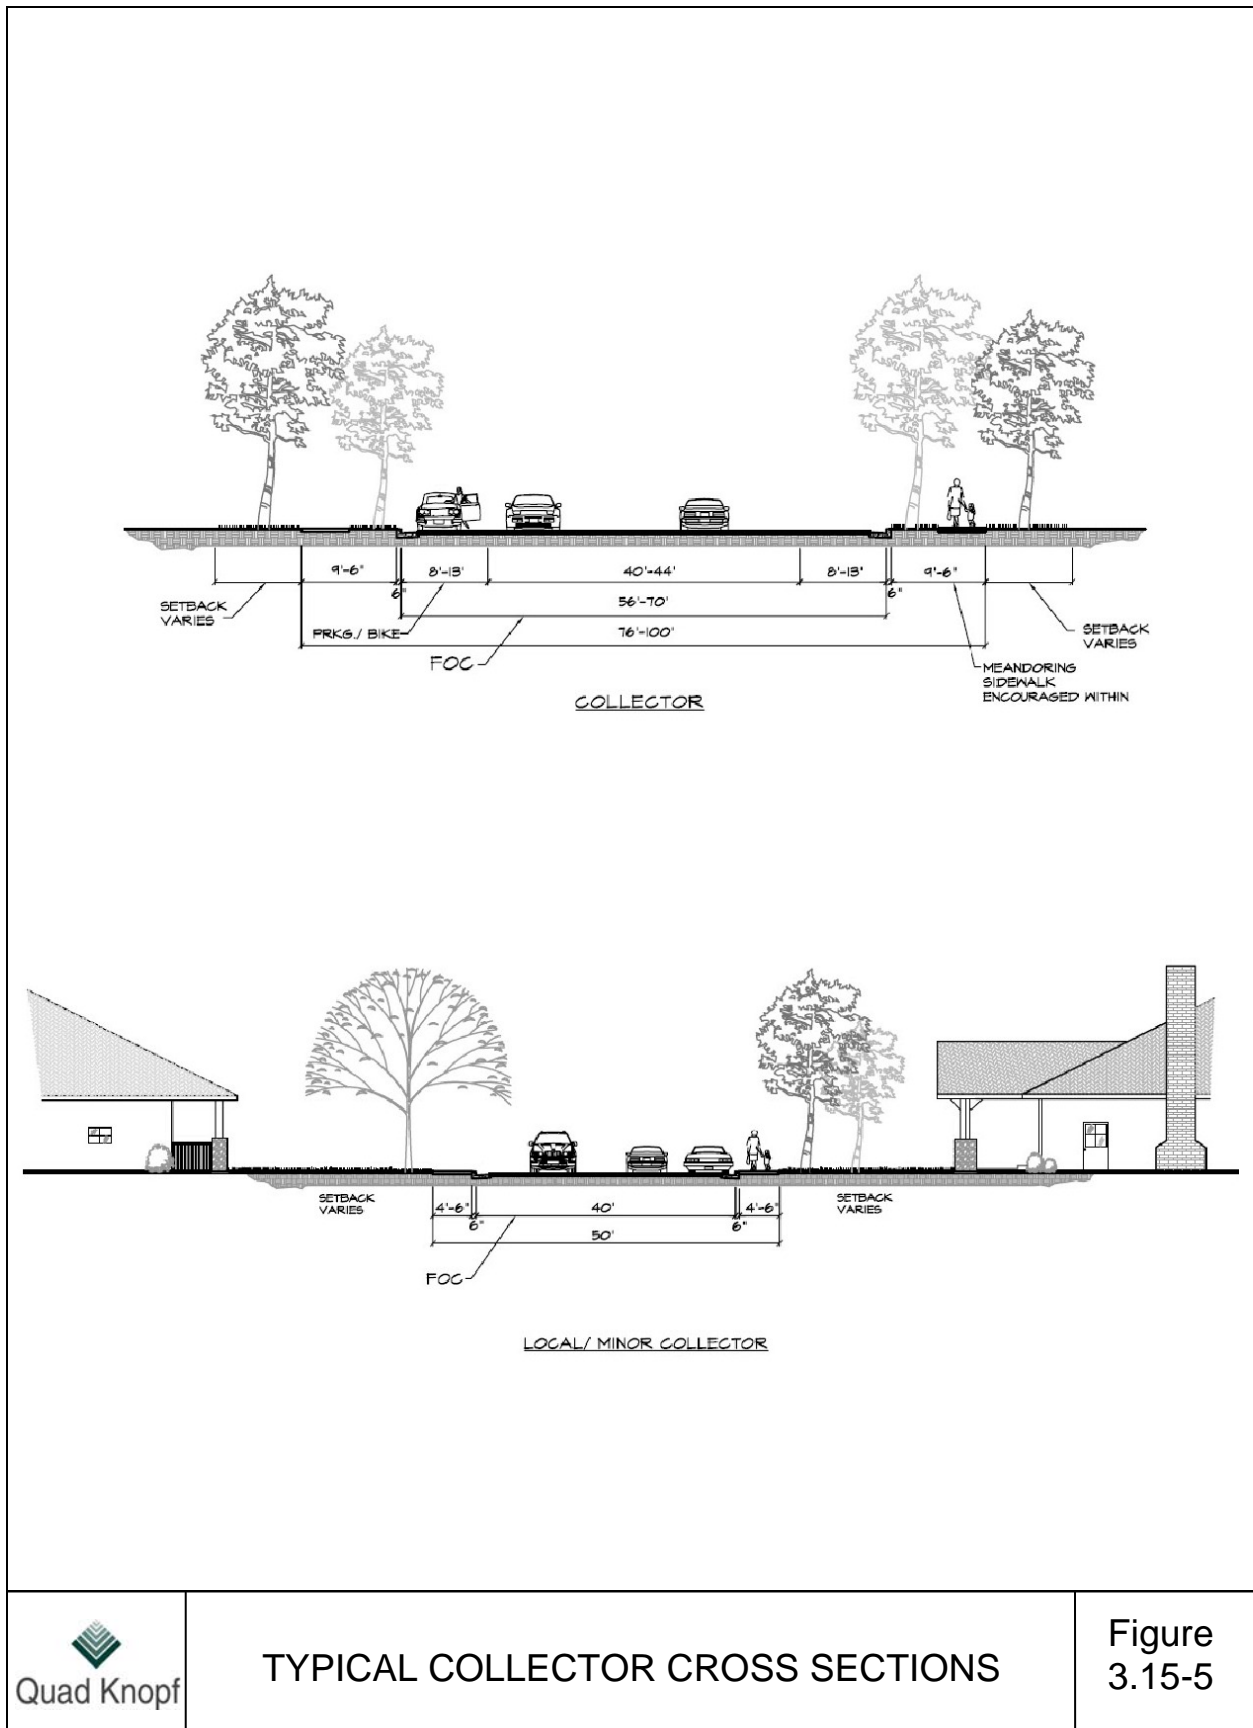 9'-6"
8'-13'
40'-44'
8'-13'
9'-6"
6"
6"
SETBACK
VARIES
56'-70'
PRKG./ BIKE
76'-100'
SETBACK
VARIES
FOC
MEANDORING
SIDEWALK
ENCOURAGED WITHIN
COLLECTOR
SETBACK
VARIES
4'-6"
6"
40'
6"
4'-6"
SETBACK
VARIES
50'
FOC
LOCAL/ MINOR COLLECTOR
Quad Knopf
TYPICAL COLLECTOR CROSS SECTIONS
Figure
3.15-5